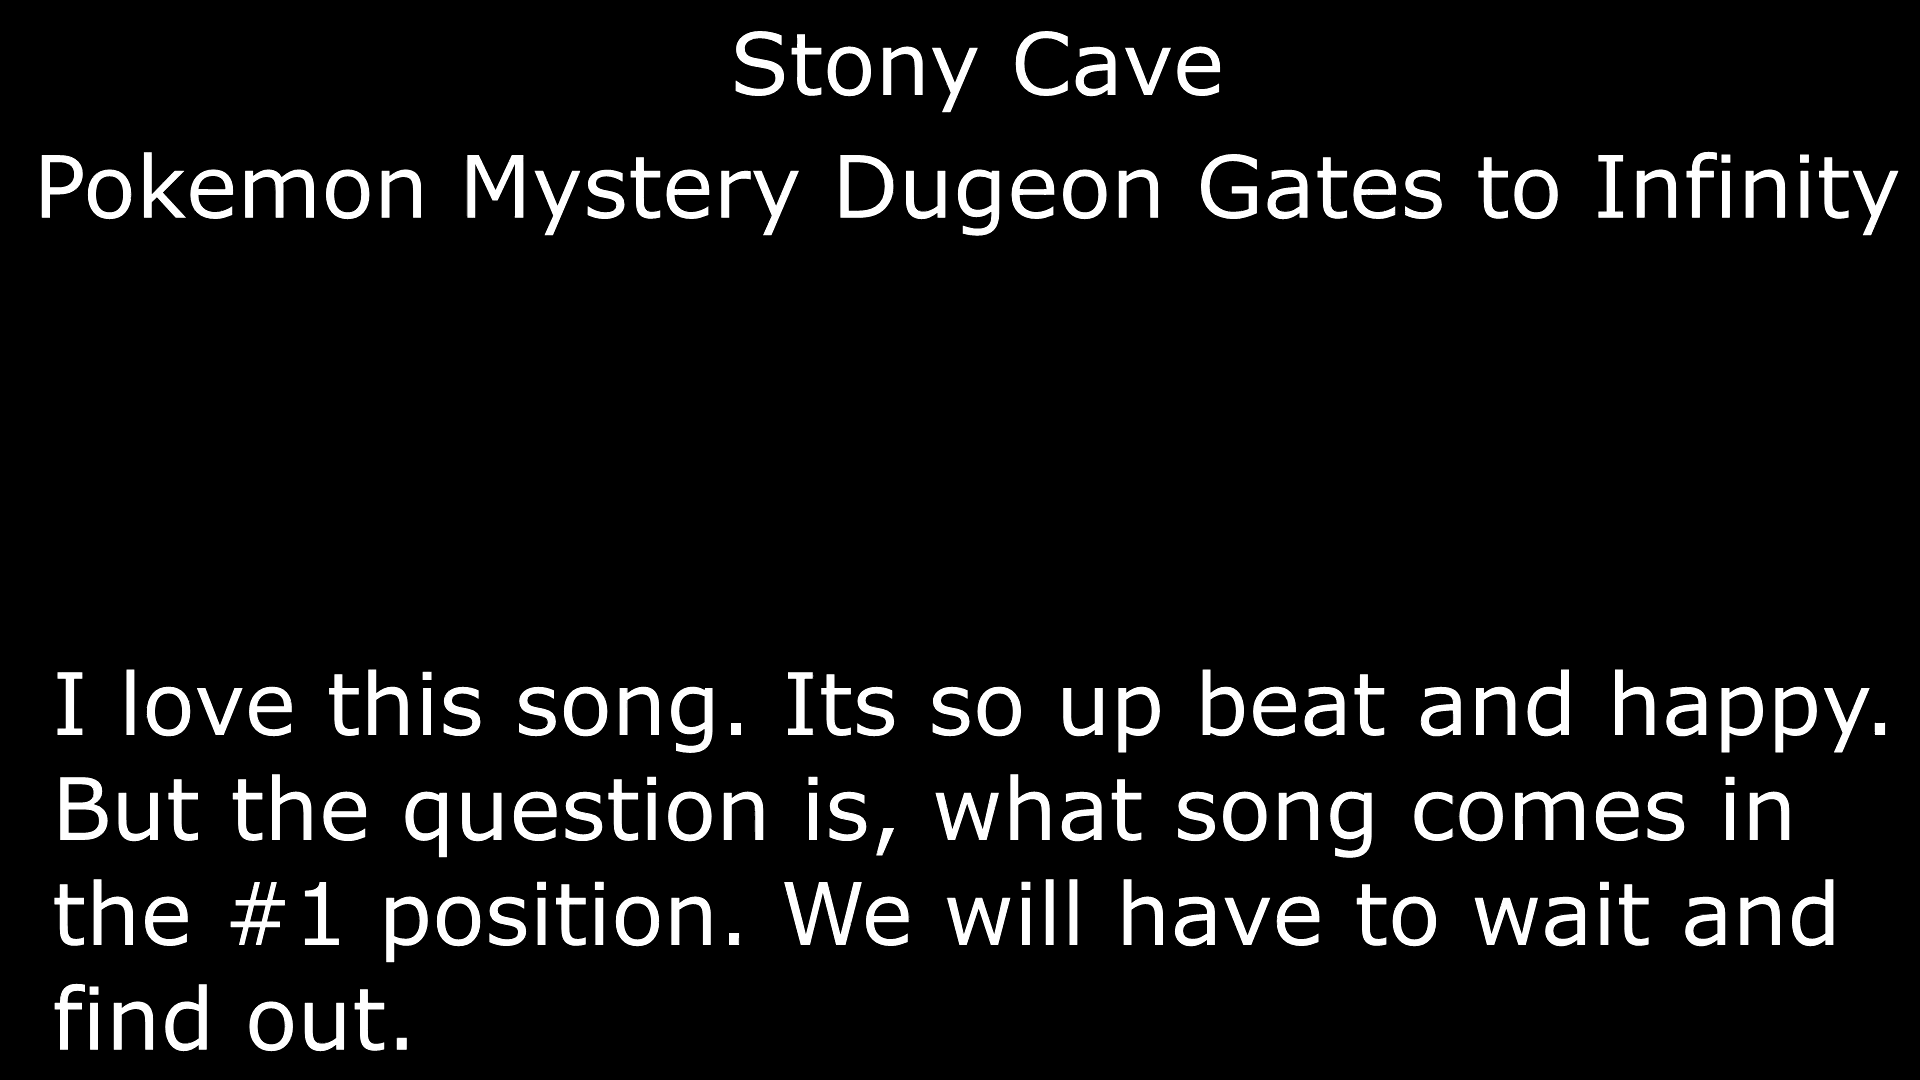 Stony Cave
Pokemon Mystery Dugeon Gates to Infinity
I love this song. Its so up beat and happy.
But the question is, what song comes in
the #1 position. We will have to wait and
find out.